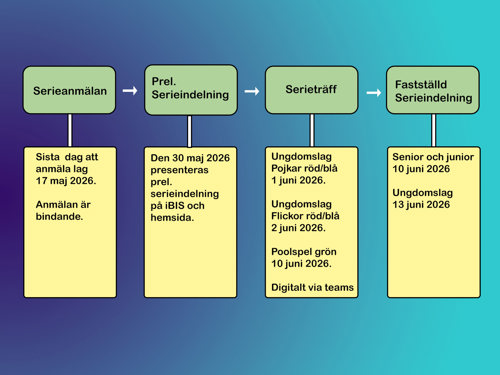 Serieanmälan
Prel.
Serieindelning
Serieträff
Fastställd
Serieindelning
Sista dag att
anmäla lag
17 maj 2026.
Anmälan är
bindande.
Den 30 maj 2026
presenteras
prel.
serieindelning
på iBIS och
hemsida.
Ungdomslag
Pojkar röd/blå
1 juni 2026.
Ungdomslag
Flickor röd/blå
2 juni 2026.
Poolspel grön
10 juni 2026.
Digitalt via teams
Senior och junior
10 juni 2026
Ungdomslag
13 juni 2026